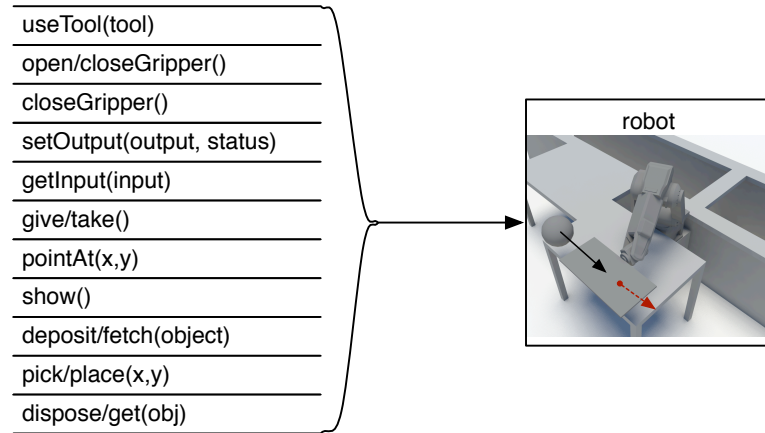 useTool(tool)
open/closeGripper()
closeGripper()
setOutput(output, status)
getInput(input)
give/take()
pointAt(x,y)
show()
deposit/fetch(object)
pick/place(x,y)
dispose/get(obj)
robot